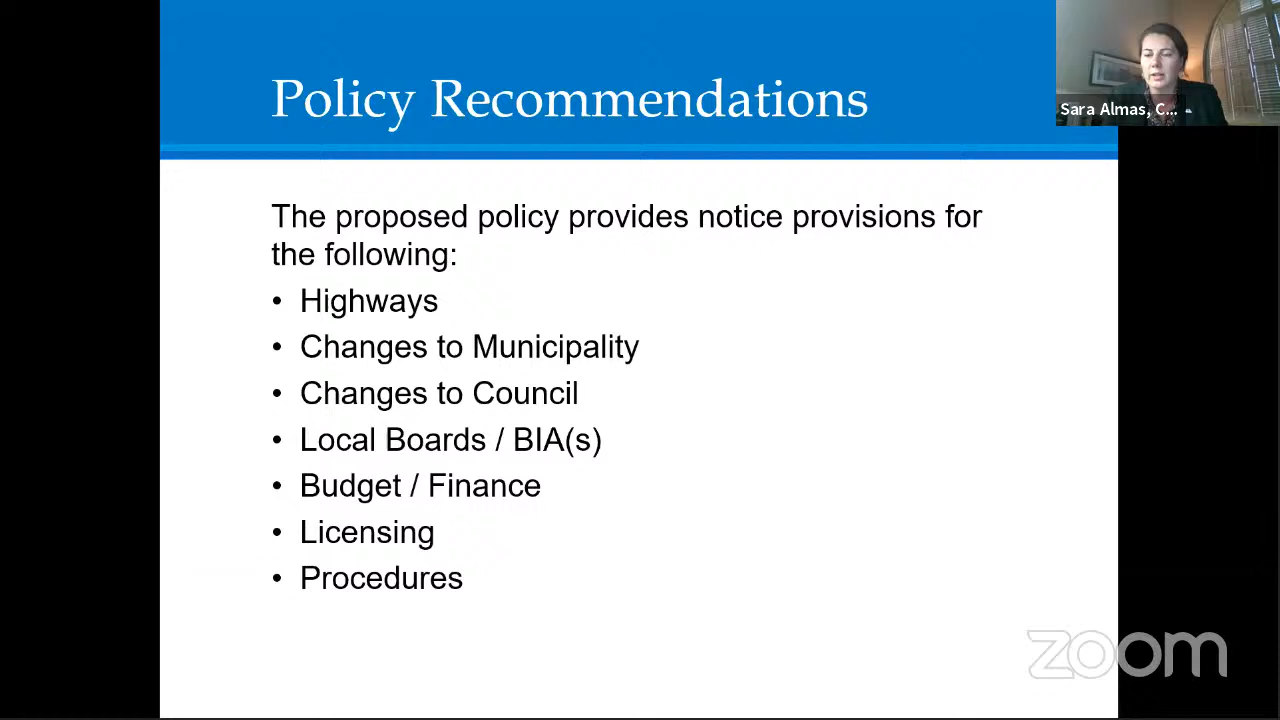 Policy Recommendations
Sara Almas, C...
The proposed policy provides notice provisions for
the following:
• Highways
• Changes to Municipality
• Changes to Council
• Local Boards / BIA(s)
• Budget / Finance
• Licensing
• Procedures
zoom